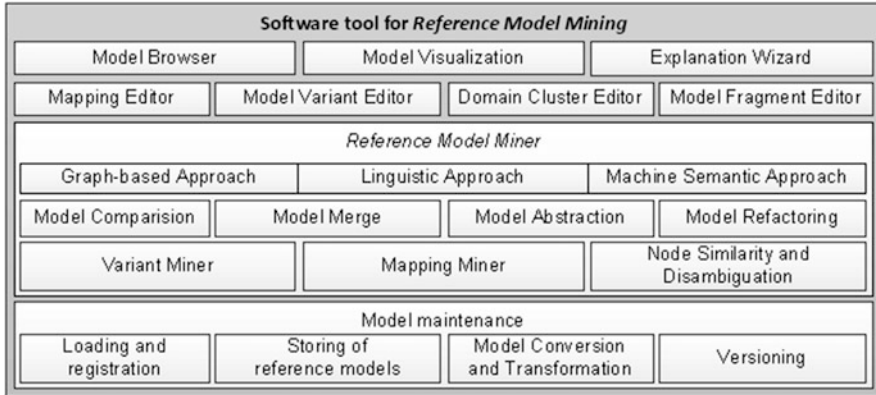 Software tool for Reference Model Mining
Model Browser
Model Visualization
Explanation Wizard
Mapping Editor
Model Variant Editor
Domain Cluster Editor
Model Fragment Editor
Reference Model Miner
Graph-based Approach
Linguistic Approach
Machine Semantic Approach
Model Comparision
Model Merge
Model Abstraction
Model Refactoring
Variant Miner
Mapping Miner
Node Similarity and
Disambiguation
Model maintenance
Loading and
registration
Storing of
reference models
Model Conversion
and Transformation
Versioning